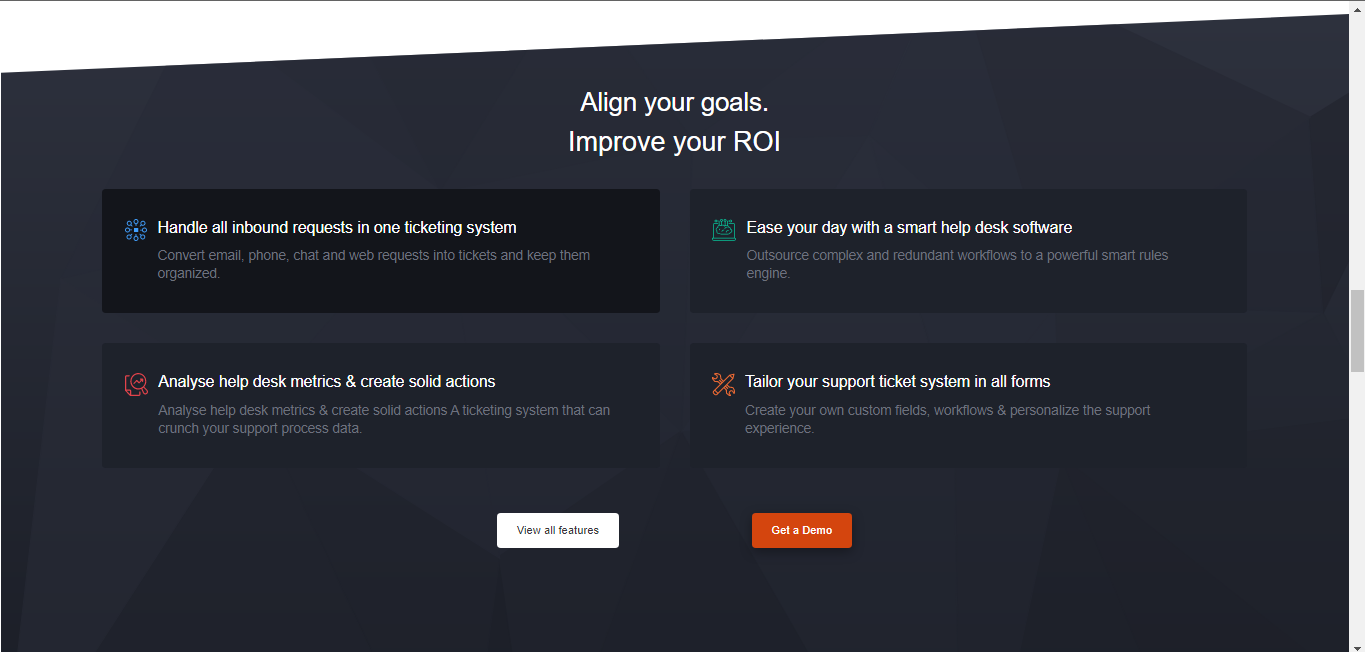 Align your goals.
Improve your ROI
Handle all inbound requests in one ticketing system
Convert email, phone, chat and web requests into tickets and keep them
organized.
Ease your day with a smart help desk software
Outsource complex and redundant workflows to a powerful smart rules
engine.
Analyse help desk metrics & create solid actions
Analyse help desk metrics & create solid actions A ticketing system that can
crunch your support process data.
Tailor your support ticket system in all forms
Create your own custom fields, workflows & personalize the support
experience.
View all features
Get a Demo